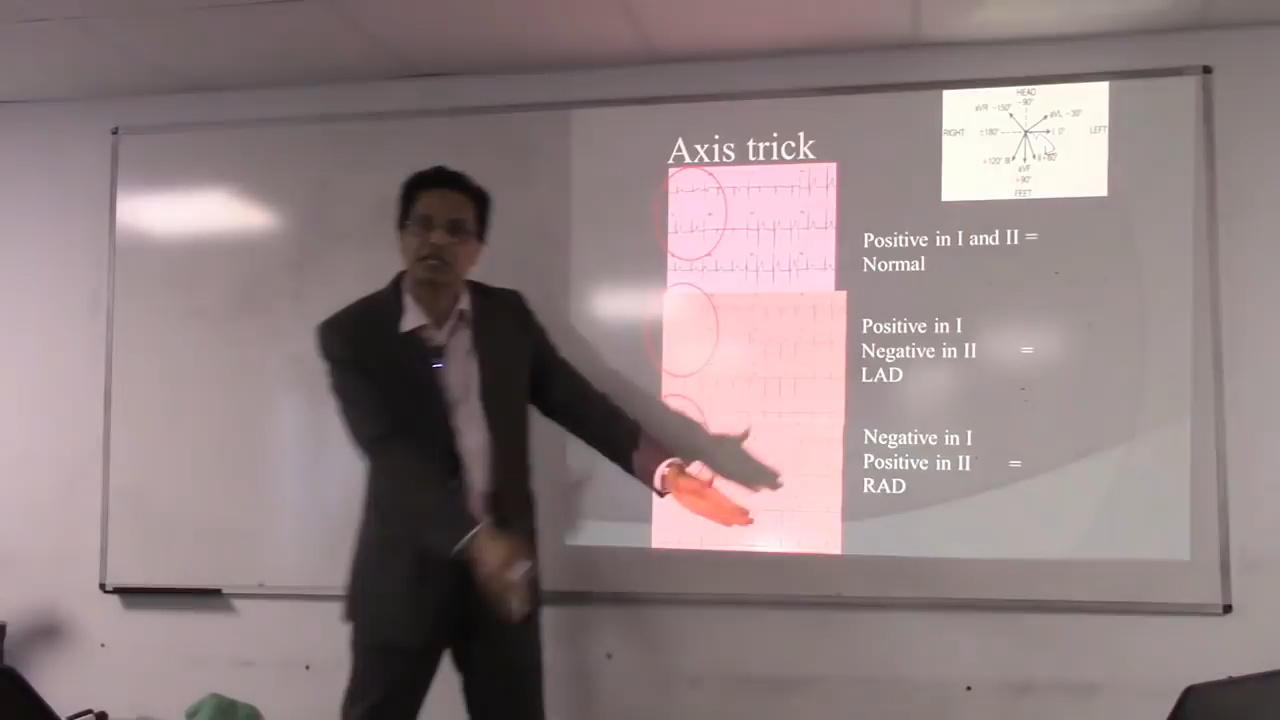 HEAD
-90°
aVR -150°
aVL -30°
RIGHT
±180°
I 0°
LEFT
+120° III
II +60°
aVF
+90°
FEET
Axis trick
Positive in I and II =
Normal
Positive in I
Negative in II =
LAD
Negative in I
Positive in II =
RAD